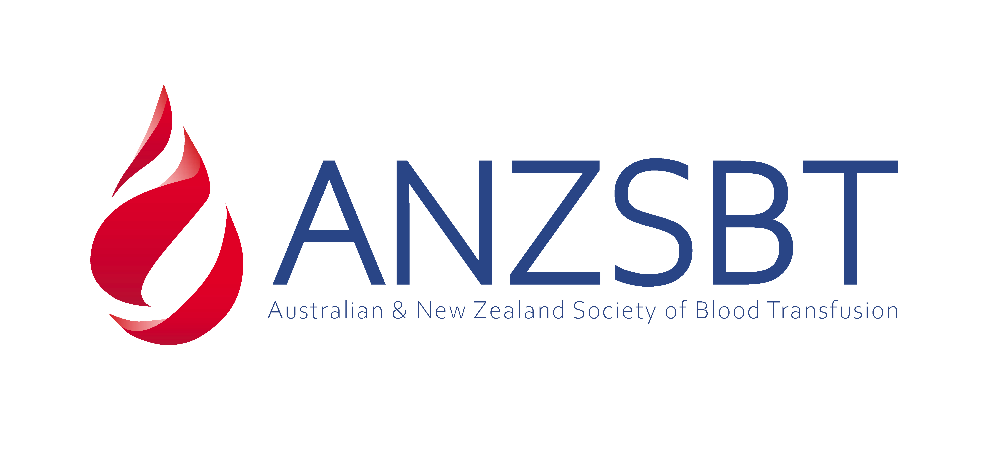 ANZSBT
Australian & New Zealand Society of Blood Transfusion